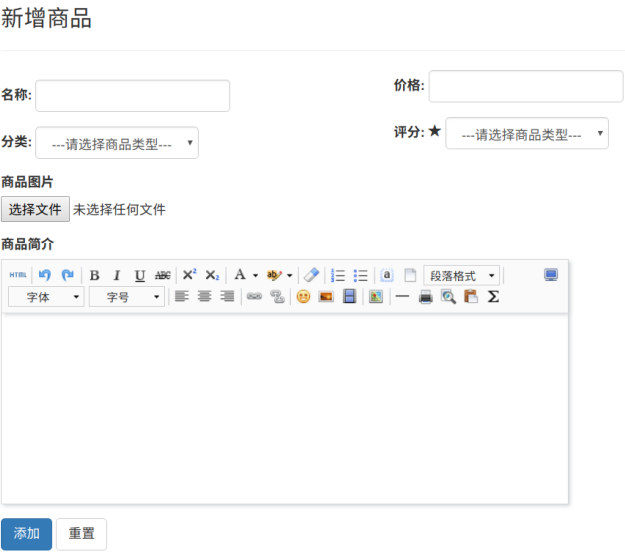 新增商品
名称:
价格:
分类: ---请选择商品类型---
评分: ★ ---请选择商品类型---
商品图片
选择文件 未选择任何文件
商品简介
HTML B I U ABC X² X₂ A ab a 段落格式
字体 字号 Σ
添加 重置